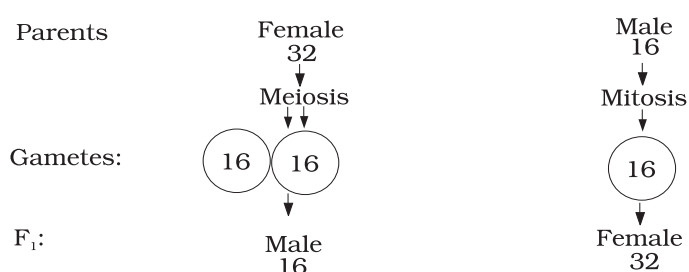 Parents Female Male
32 16
Meiosis Mitosis
Gametes: 16 16 16
F₁: Male Female
16 32